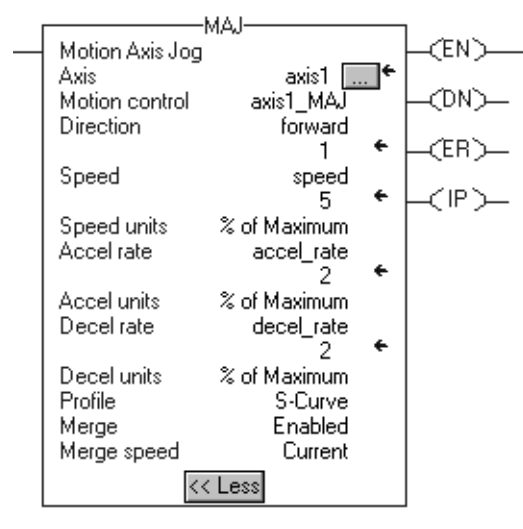 MAJ
Motion Axis Jog
Axis axis1 ...
Motion control axis1_MAJ
Direction forward
1
Speed speed
5
Speed units % of Maximum
Accel rate accel_rate
2
Accel units % of Maximum
Decel rate decel_rate
2
Decel units % of Maximum
Profile S-Curve
Merge Enabled
Merge speed Current
<< Less
EN
DN
ER
IP